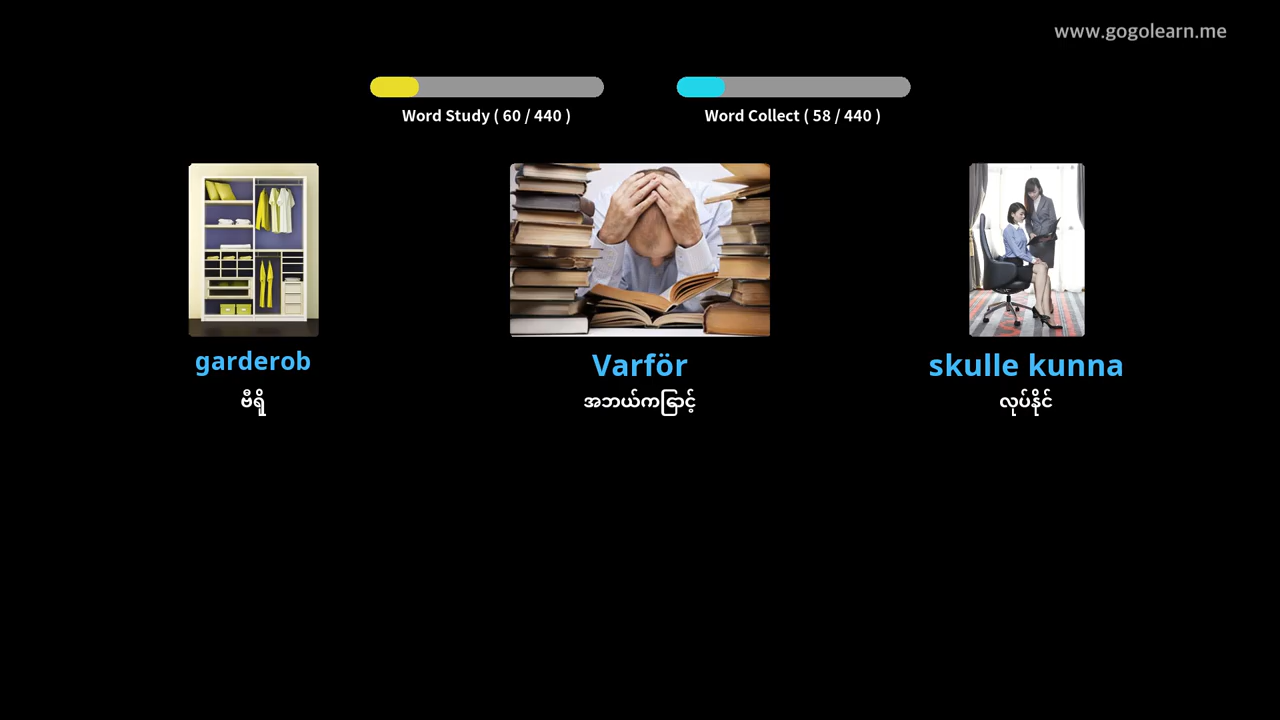 www.gogolearn.me
Word Study ( 60 / 440 )
Word Collect ( 58 / 440 )
garderob
Varför
skulle kunna
ဗီရို
အဘယ်ကြောင့်
လုပ်နိုင်